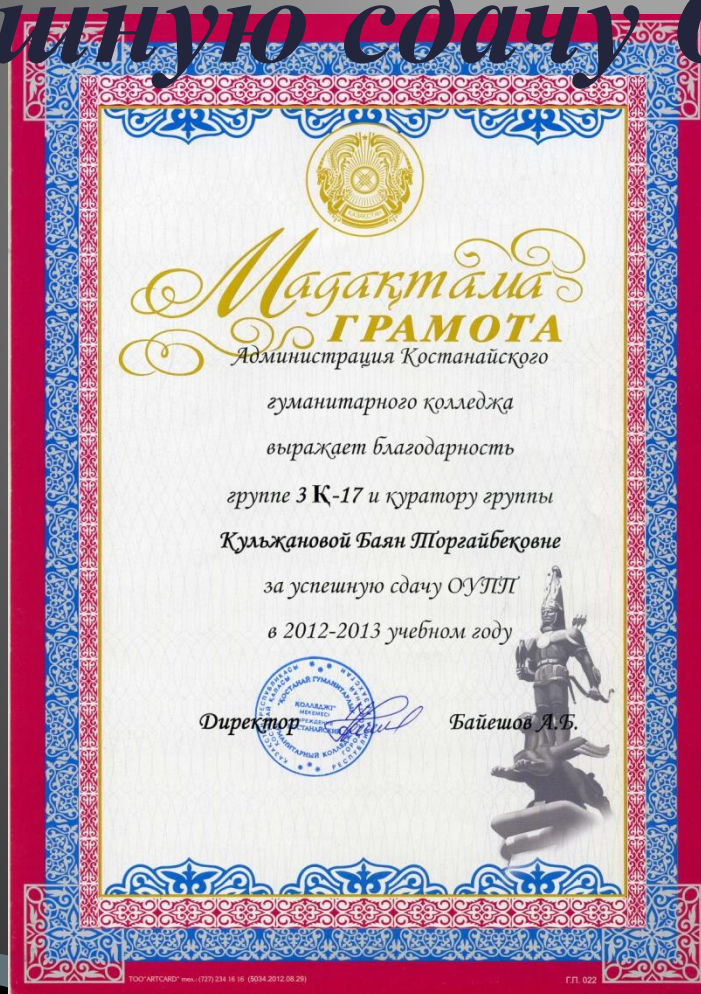 шную сдачу
ҚАЗАҚСТАН
Мадақтама
ГРАМОТА
Администрация Костанайского
гуманитарного колледжа
выражает благодарность
группе 3 Қ-17 и куратору группы
Кульжановой Баян Торгайбековне
за успешную сдачу ОУПП
в 2012-2013 учебном году
Директор
Байешов А.Б.
ТОО"ARTCARD" тел.: (727) 234 16 16 (5034.2012.08.29)
Г.П. 022